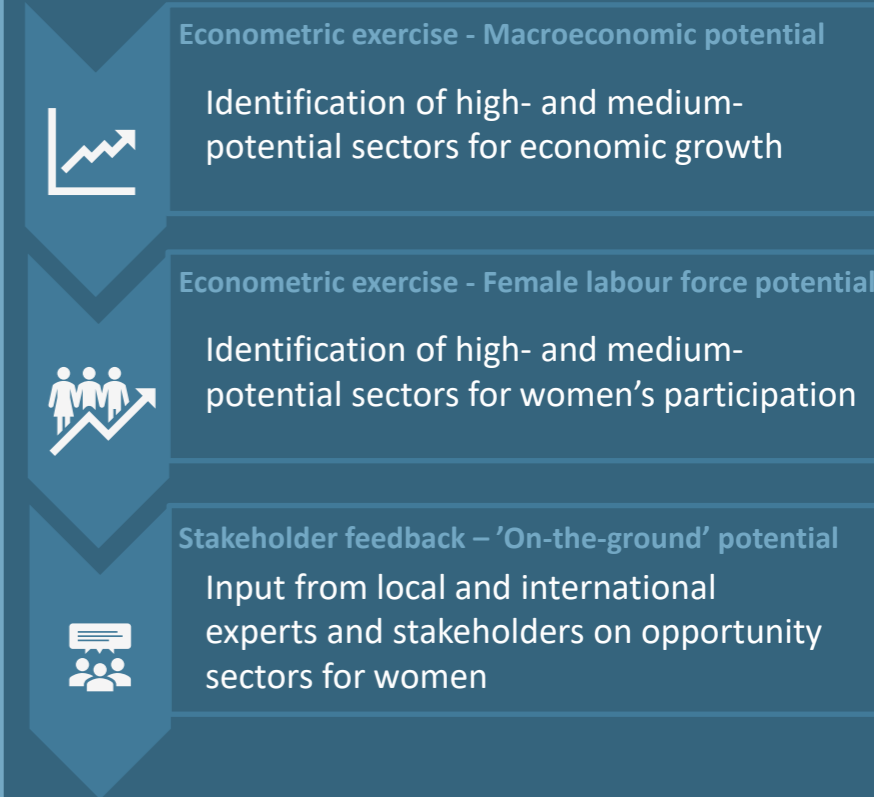 Econometric exercise - Macroeconomic potential
Identification of high- and medium-
potential sectors for economic growth
Econometric exercise - Female labour force potential
Identification of high- and medium-
potential sectors for women’s participation
Stakeholder feedback – ’On-the-ground’ potential
Input from local and international
experts and stakeholders on opportunity
sectors for women